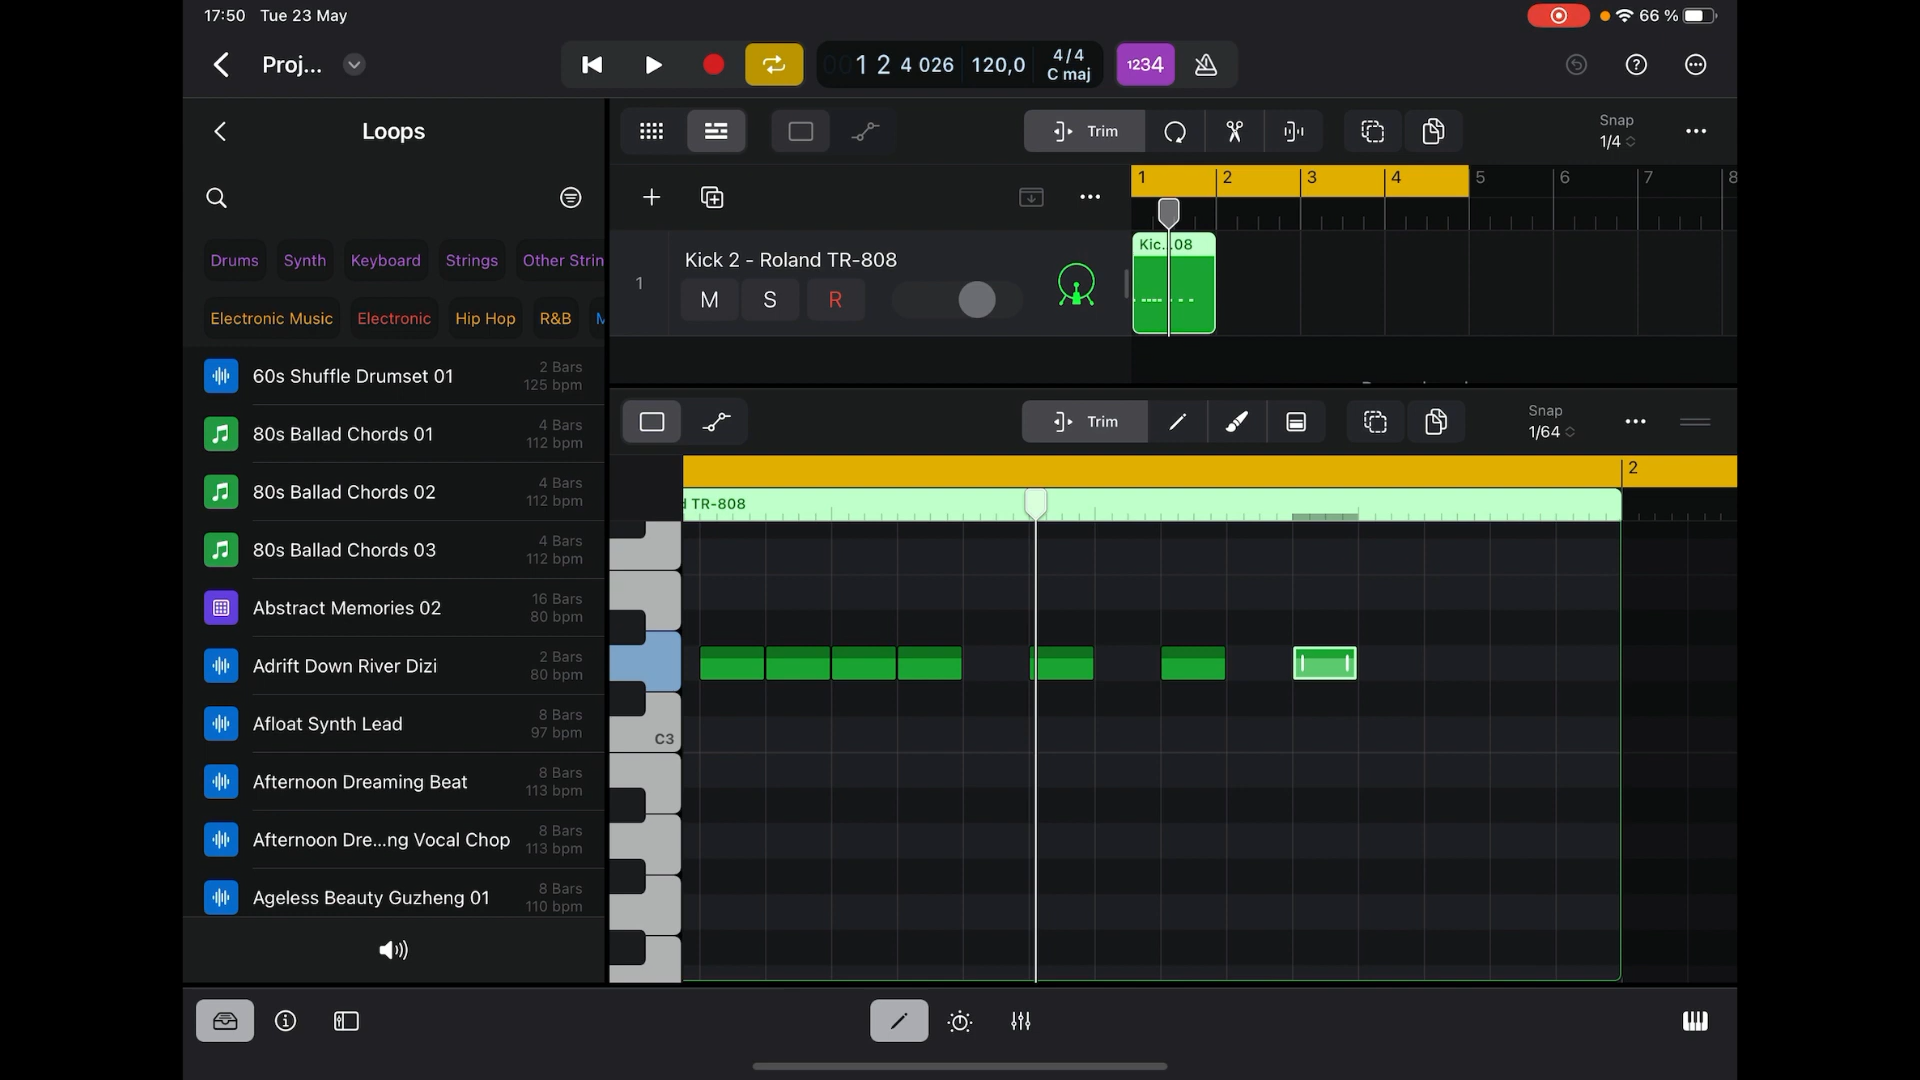 17:50 Tue 23 May
66 %
Proj...
001 2 4 026 120,0 4/4
C maj
1234
Loops
Trim
Snap
1/4
1 2 3 4 5 6 7 8
Drums Synth Keyboard Strings Other Strin
Electronic Music Electronic Hip Hop R&B M
1
Kick 2 - Roland TR-808
M S R
Kic...08
60s Shuffle Drumset 01
2 Bars
125 bpm
80s Ballad Chords 01
4 Bars
112 bpm
80s Ballad Chords 02
4 Bars
112 bpm
80s Ballad Chords 03
4 Bars
112 bpm
Abstract Memories 02
16 Bars
80 bpm
Adrift Down River Dizi
2 Bars
80 bpm
Afloat Synth Lead
8 Bars
97 bpm
Afternoon Dreaming Beat
8 Bars
113 bpm
Afternoon Dre...ng Vocal Chop
8 Bars
113 bpm
Ageless Beauty Guzheng 01
8 Bars
110 bpm
Trim
Snap
1/64
2
d TR-808
C3